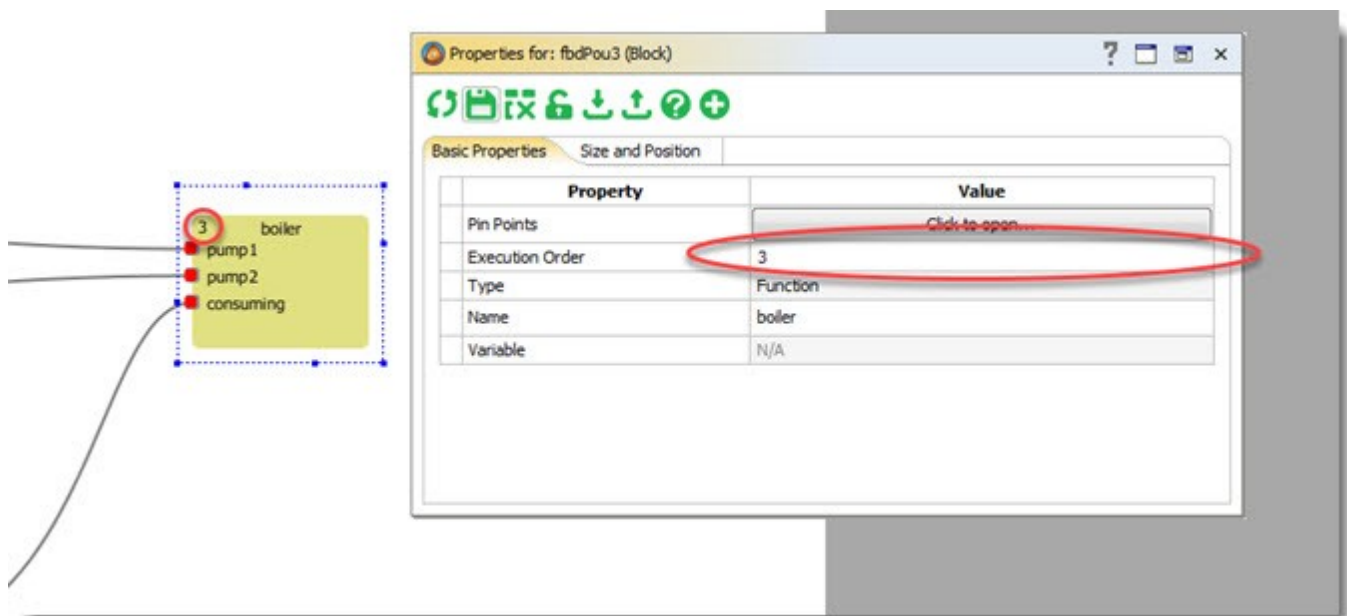 Properties for: fbdPou3 (Block)
Basic Properties Size and Position
Property Value
Pin Points Click to open...
Execution Order 3
Type Function
Name boiler
Variable N/A
3 boiler
pump1
pump2
consuming